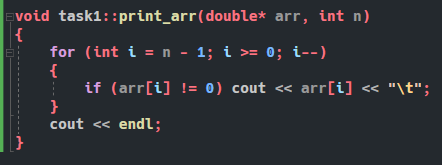 void task1::print_arr(double* arr, int n)
{
for (int i = n - 1; i >= 0; i--)
{
if (arr[i] != 0) cout << arr[i] << "\t";
}
cout << endl;
}